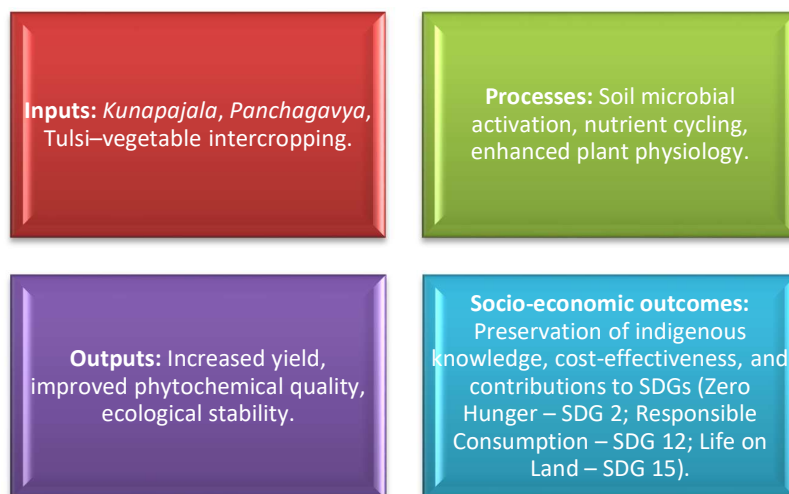 Inputs: Kunapajala, Panchagavya,
Tulsi–vegetable intercropping.
Processes: Soil microbial
activation, nutrient cycling,
enhanced plant physiology.
Outputs: Increased yield,
improved phytochemical quality,
ecological stability.
Socio-economic outcomes:
Preservation of indigenous
knowledge, cost-effectiveness, and
contributions to SDGs (Zero
Hunger – SDG 2; Responsible
Consumption – SDG 12; Life on
Land – SDG 15).